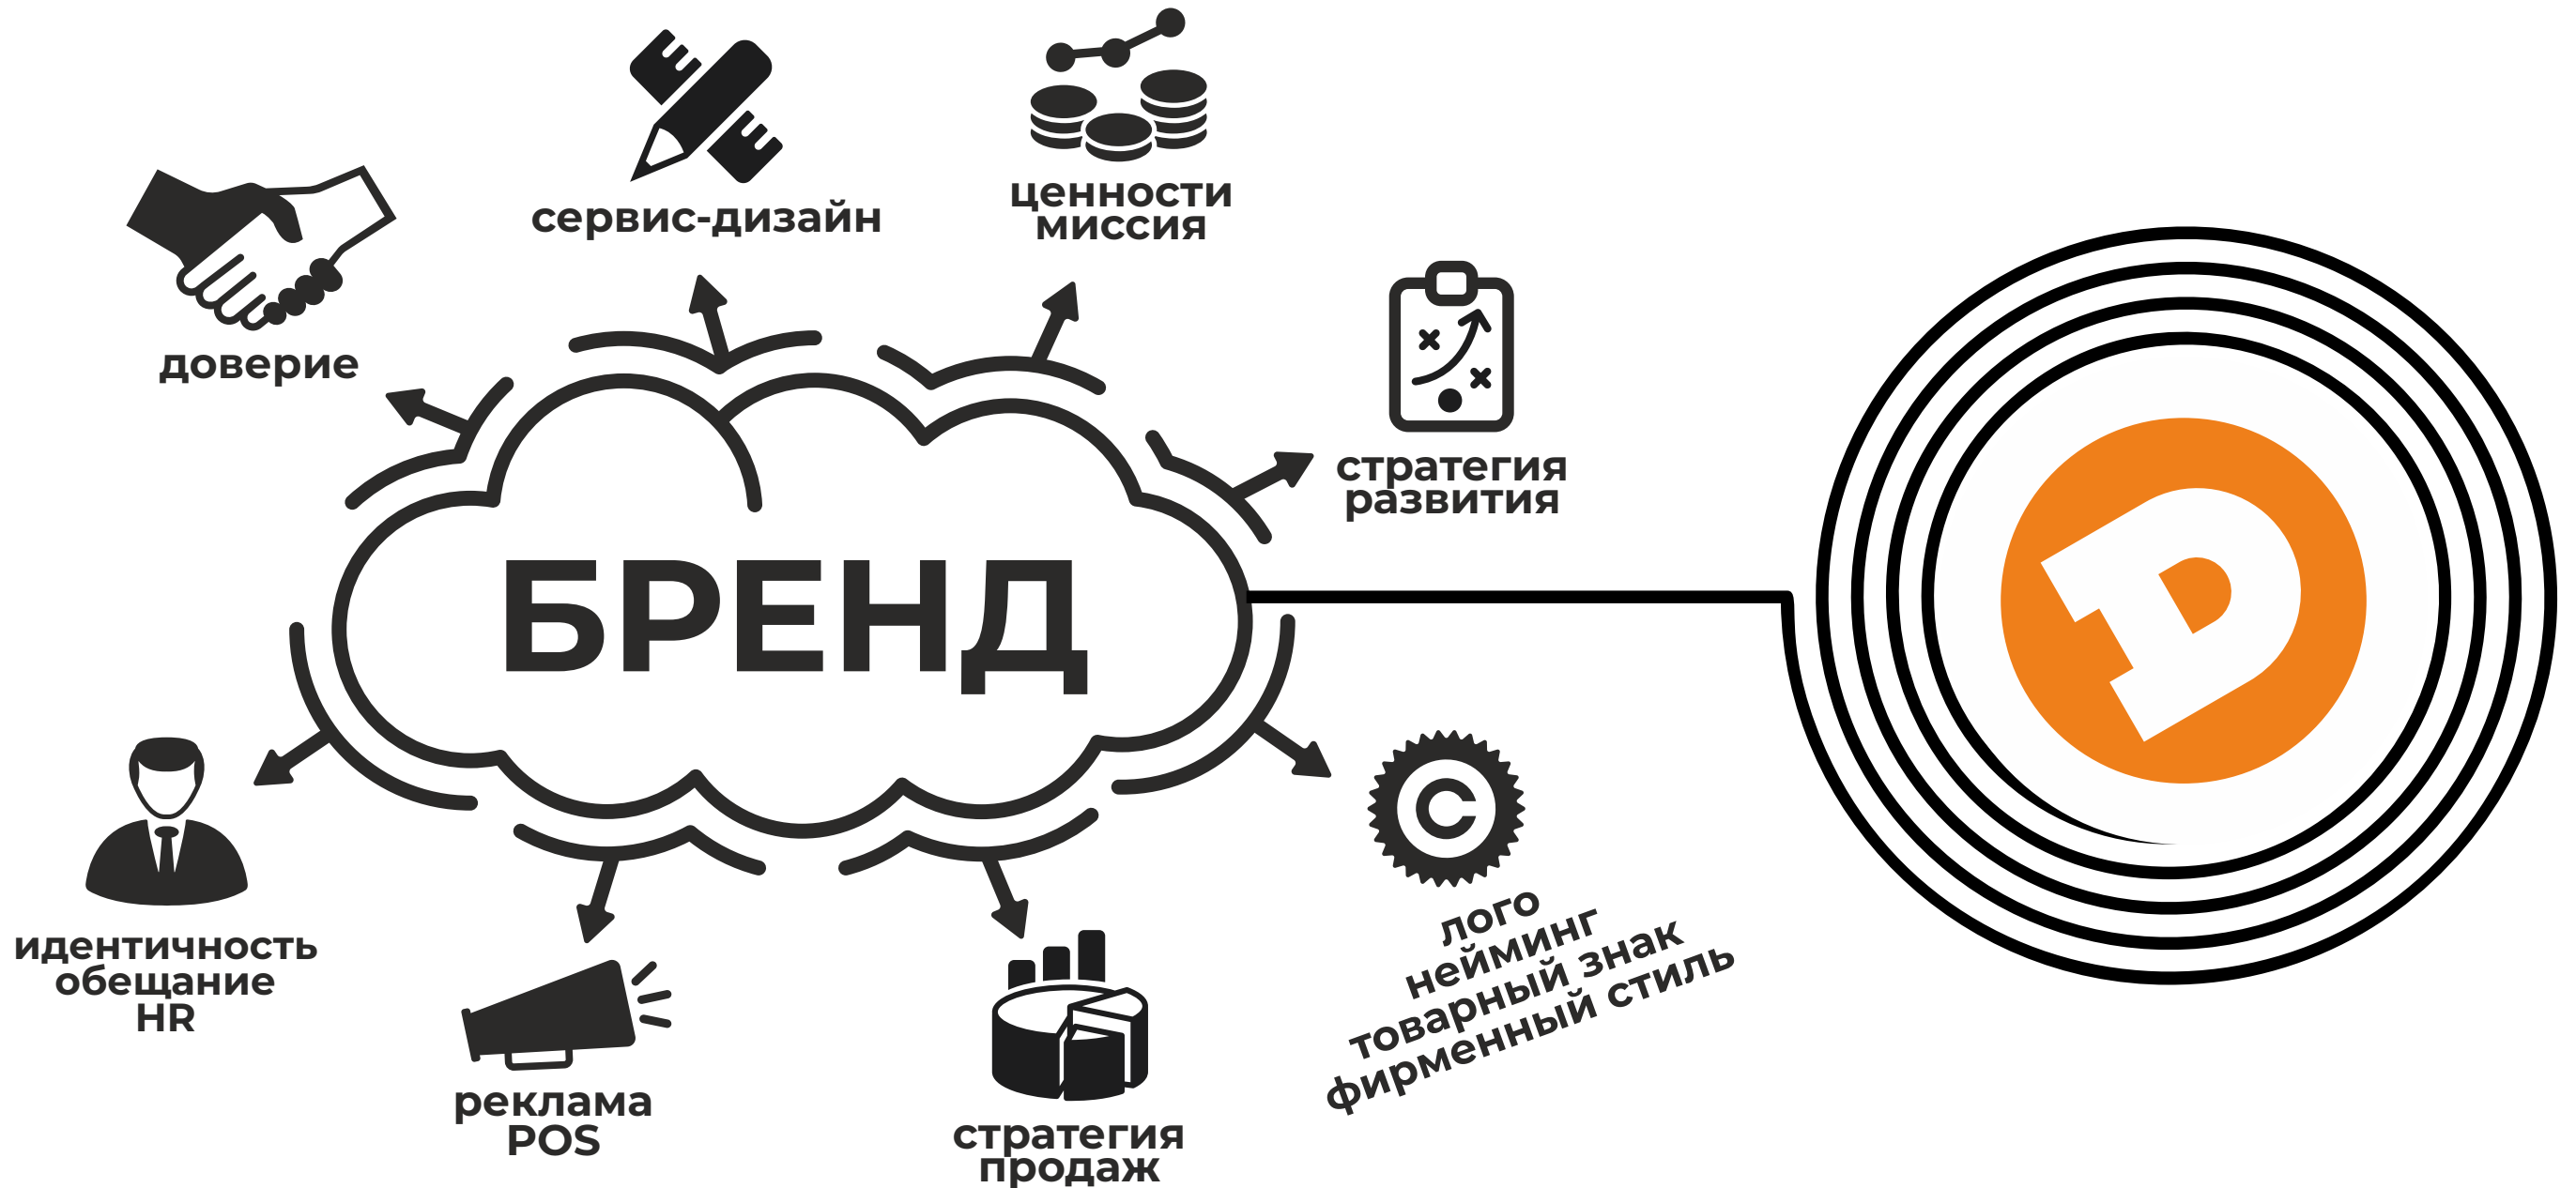 сервис-дизайн
ценности
миссия
доверие
стратегия
развития
БРЕНД
C
лого
нейминг
товарный знак
фирменный стиль
идентичность
обещание
HR
реклама
POS
стратегия
продаж
D